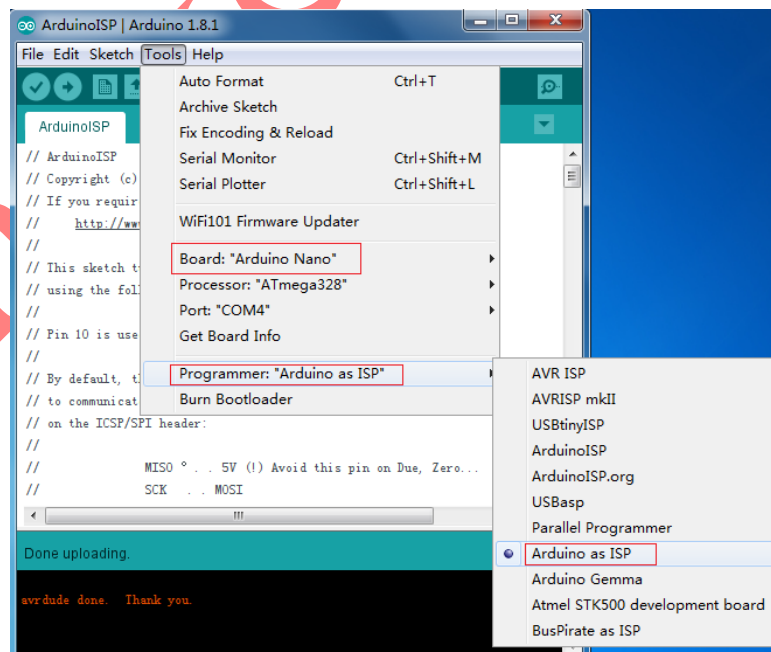 ArduinoISP | Arduino 1.8.1
File Edit Sketch Tools Help
Auto Format Ctrl+T
Archive Sketch
Fix Encoding & Reload
Serial Monitor Ctrl+Shift+M
Serial Plotter Ctrl+Shift+L
WiFi101 Firmware Updater
Board: "Arduino Nano"
Processor: "ATmega328"
Port: "COM4"
Get Board Info
Programmer: "Arduino as ISP"
Burn Bootloader
AVR ISP
AVRISP mkII
USBtinyISP
ArduinoISP
ArduinoISP.org
USBasp
Parallel Programmer
Arduino as ISP
Arduino Gemma
Atmel STK500 development board
BusPirate as ISP
ArduinoISP
// ArduinoISP
// Copyright (c)
// If you requir
// http://ww
//
// This sketch t
// using the fol
//
// Pin 10 is use
//
// By default, t
// to communicat
// on the ICSP/SPI header:
//
// MISO ° . . 5V (!) Avoid this pin on Due, Zero...
// SCK . . MOSI
Done uploading.
avrdude done. Thank you.